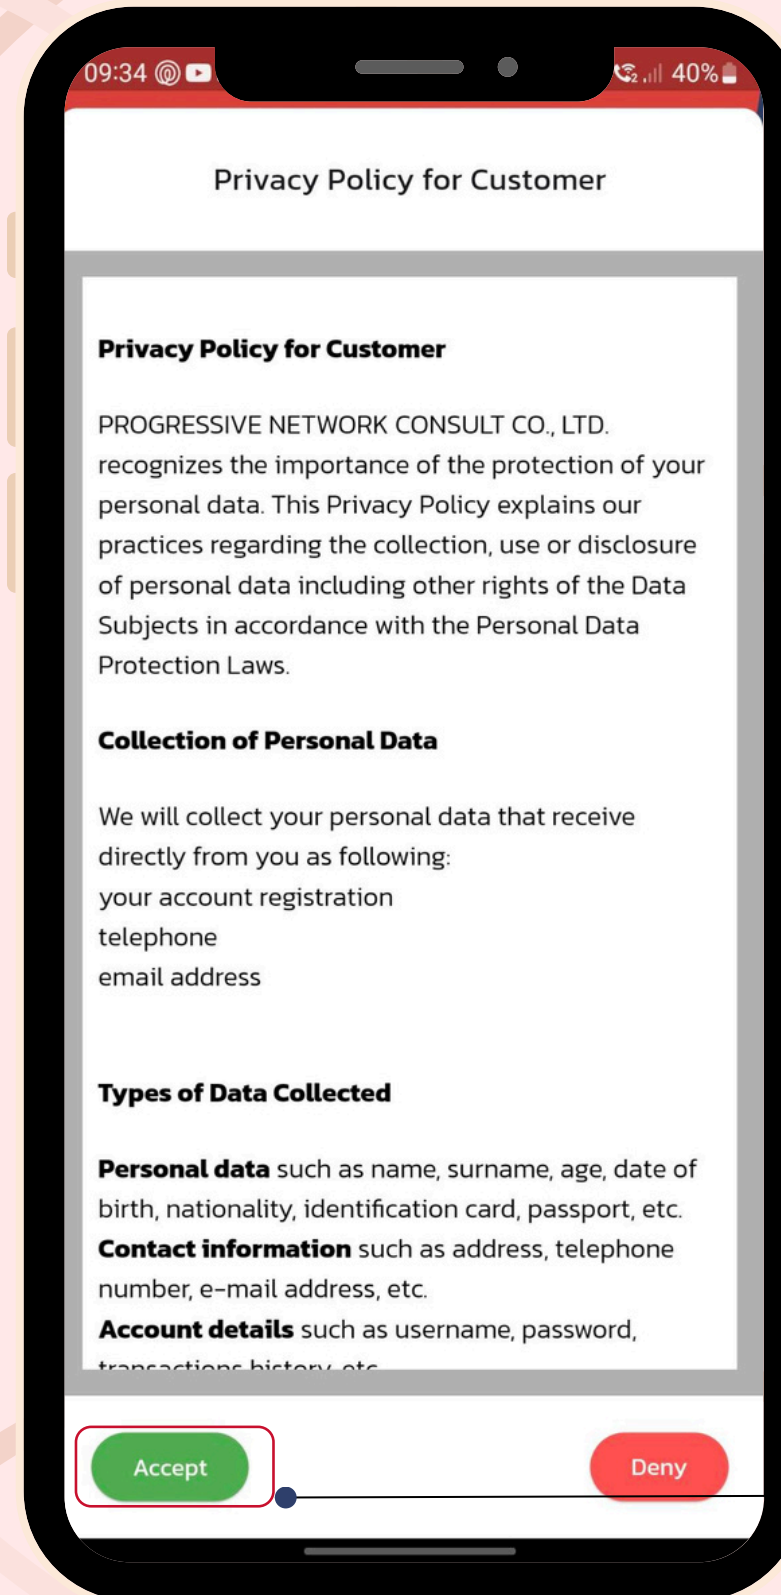 09:34
40%
Privacy Policy for Customer
Privacy Policy for Customer
PROGRESSIVE NETWORK CONSULT CO., LTD.
recognizes the importance of the protection of your
personal data. This Privacy Policy explains our
practices regarding the collection, use or disclosure
of personal data including other rights of the Data
Subjects in accordance with the Personal Data
Protection Laws.
Collection of Personal Data
We will collect your personal data that receive
directly from you as following:
your account registration
telephone
email address
Types of Data Collected
Personal data such as name, surname, age, date of
birth, nationality, identification card, passport, etc.
Contact information such as address, telephone
number, e-mail address, etc.
Account details such as username, password,
transactions history, etc
Accept
Deny